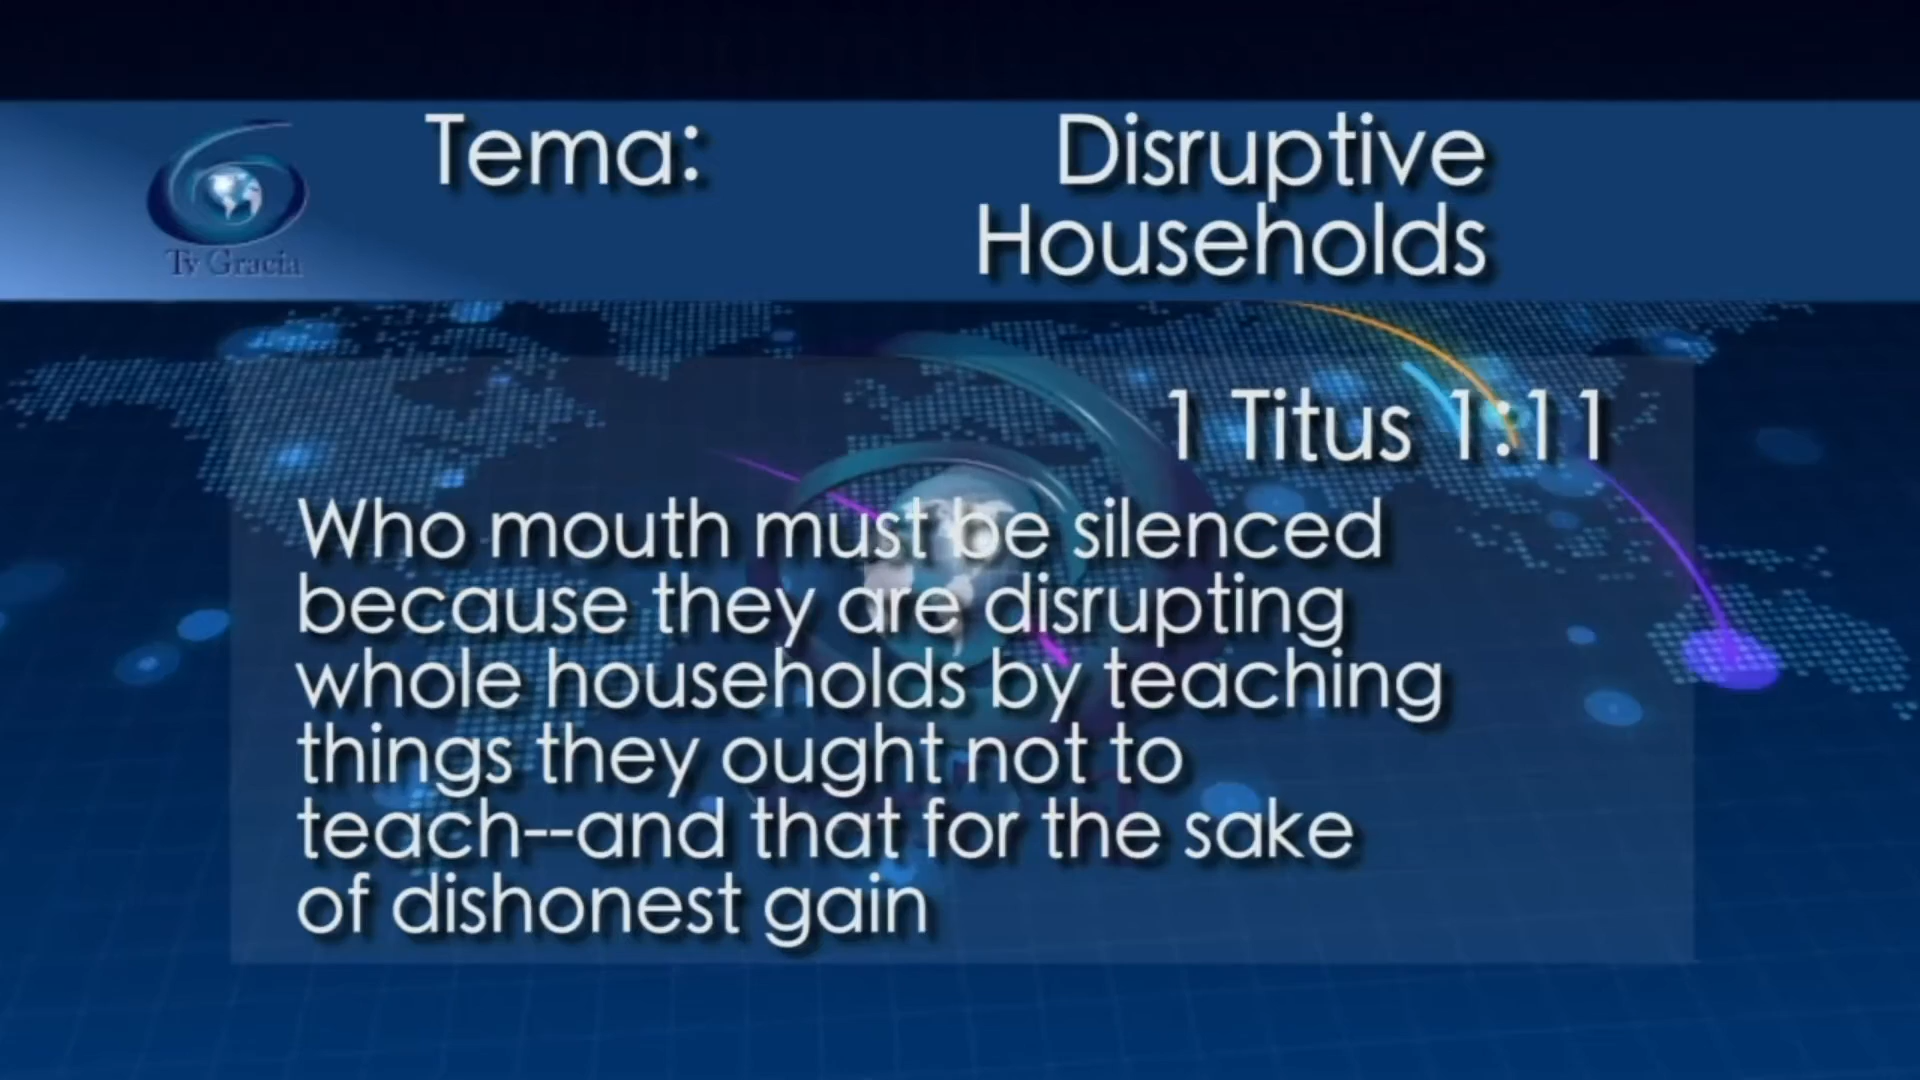 Tema:
Disruptive
Households
Tv Gracia
1 Titus 1:11
Who mouth must be silenced
because they are disrupting
whole households by teaching
things they ought not to
teach--and that for the sake
of dishonest gain